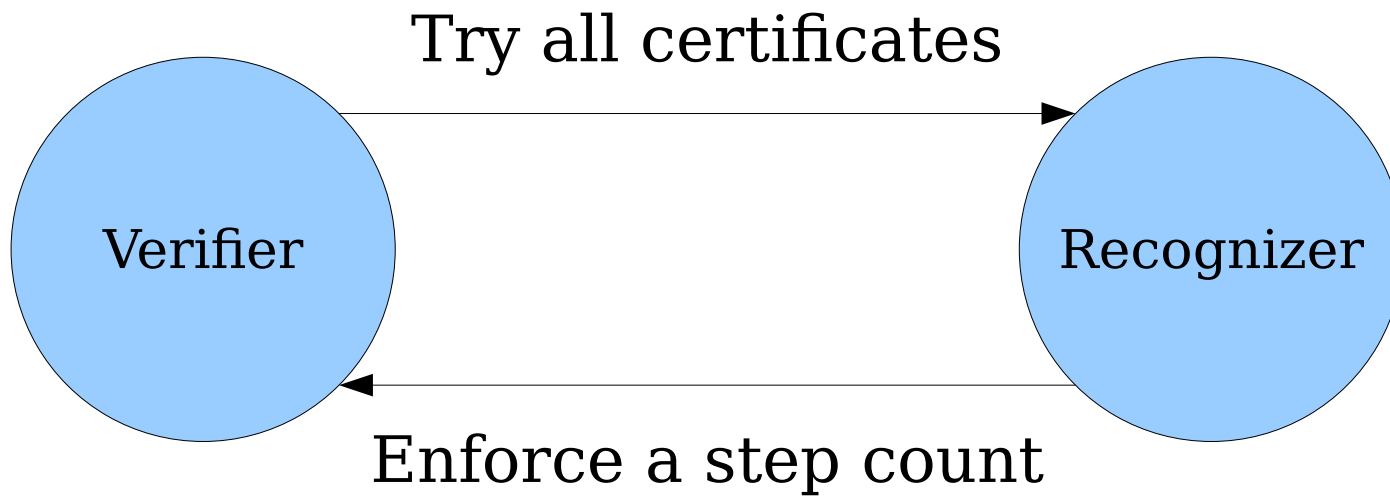 Try all certificates
Verifier
Recognizer
Enforce a step count